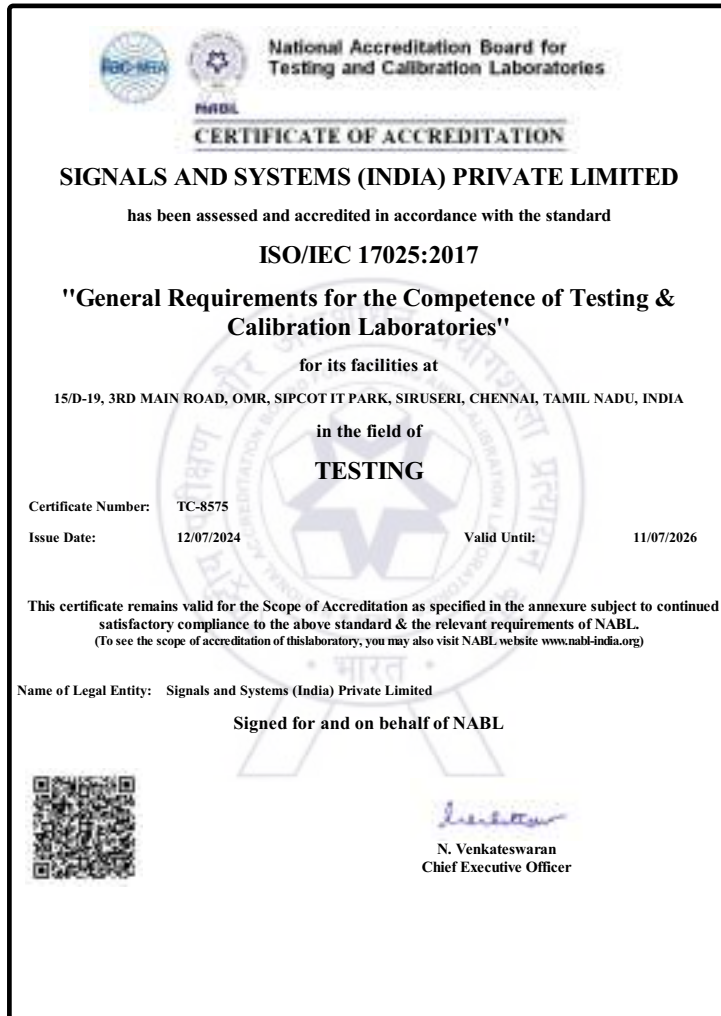 National Accreditation Board for
Testing and Calibration Laboratories
NABL
CERTIFICATE OF ACCREDITATION
SIGNALS AND SYSTEMS (INDIA) PRIVATE LIMITED
has been assessed and accredited in accordance with the standard
ISO/IEC 17025:2017
"General Requirements for the Competence of Testing &
Calibration Laboratories"
for its facilities at
15/D-19, 3RD MAIN ROAD, OMR, SIPCOT IT PARK, SIRUSERI, CHENNAI, TAMIL NADU, INDIA
in the field of
TESTING
Certificate Number: TC-8575
Issue Date: 12/07/2024 Valid Until: 11/07/2026
This certificate remains valid for the Scope of Accreditation as specified in the annexure subject to continued
satisfactory compliance to the above standard & the relevant requirements of NABL.
(To see the scope of accreditation of thislaboratory, you may also visit NABL website www.nabl-india.org)
भारत
Name of Legal Entity: Signals and Systems (India) Private Limited
Signed for and on behalf of NABL
N. Venkateswaran
Chief Executive Officer